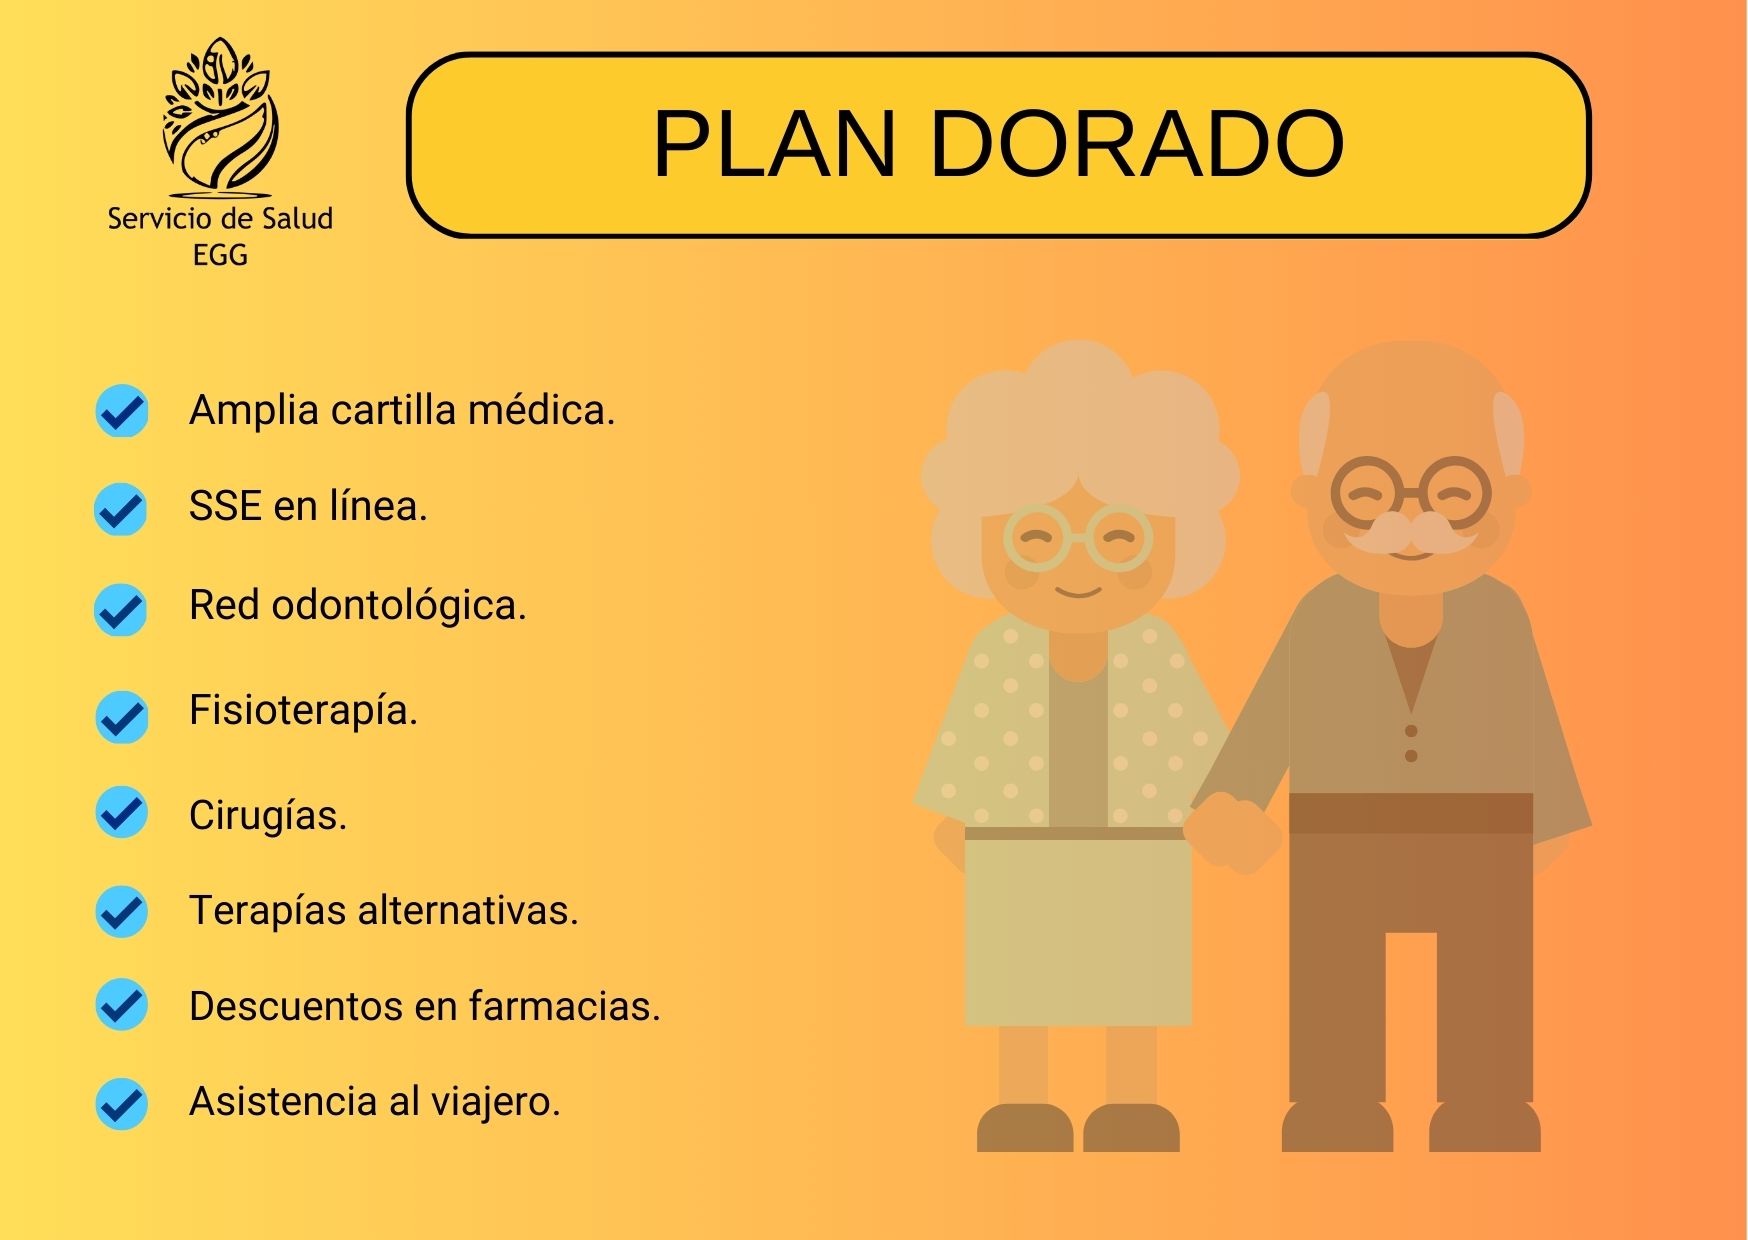 Servicio de Salud
EGG
PLAN DORADO
Amplia cartilla médica.
SSE en línea.
Red odontológica.
Fisioterapía.
Cirugías.
Terapías alternativas.
Descuentos en farmacias.
Asistencia al viajero.